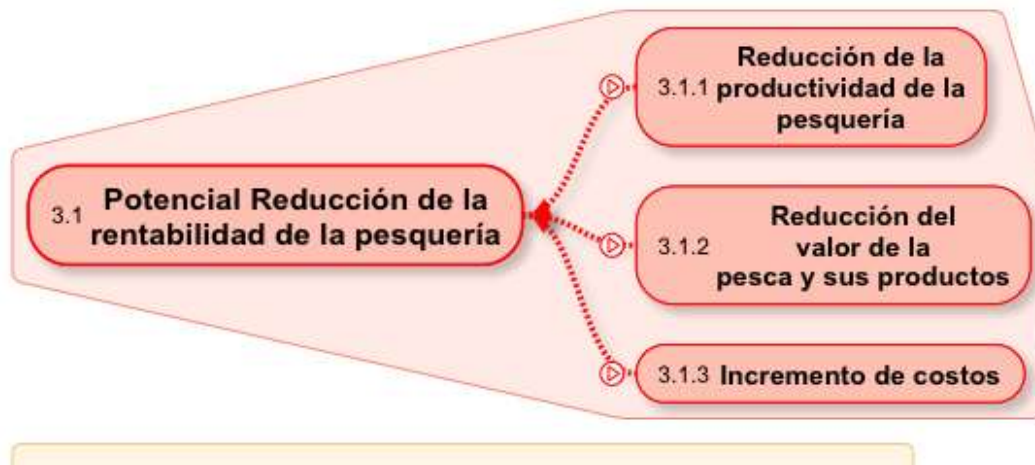 3.1 Potencial Reducción de la
rentabilidad de la pesquería
3.1.1 Reducción de la
productividad de la
pesquería
3.1.2 Reducción del
valor de la
pesca y sus productos
3.1.3 Incremento de costos